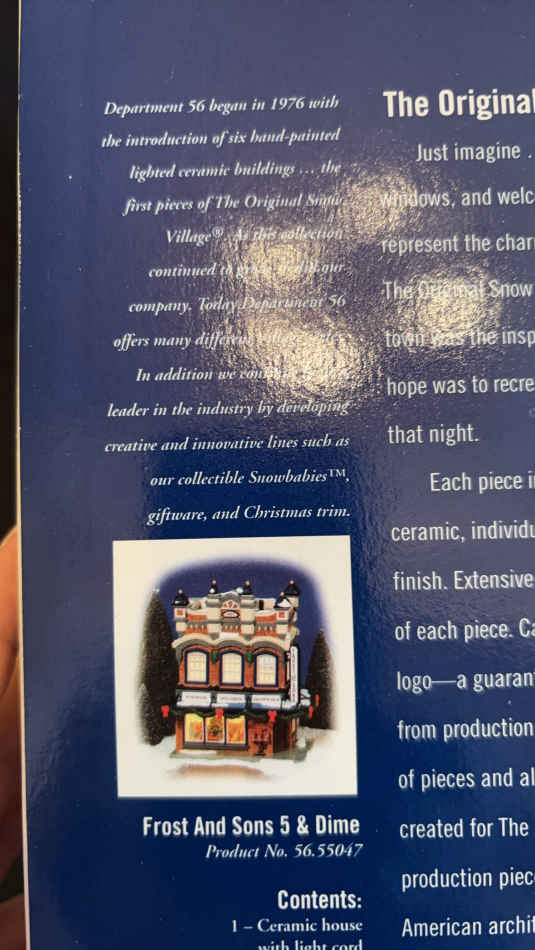 Department 56 began in 1976 with
the introduction of six hand-painted
lighted ceramic buildings … the
first pieces of The Original Snow
Village®. As this collection
continued to
company. Today Department 56
offers many different
In addition we
leader in the industry by developing
creative and innovative lines such as
our collectible Snowbabies™,
giftware, and Christmas trim.
Frost And Sons 5 & Dime
Product No. 56.55047
Contents:
1 – Ceramic house
with light cord
The Original
Just imagine .
windows, and welc
represent the char
The Original Snow
town was the insp
hope was to recre
that night.
Each piece i
ceramic, individu
finish. Extensive
of each piece. Ca
logo—a guaran
from production
of pieces and al
created for The
production piec
American archit